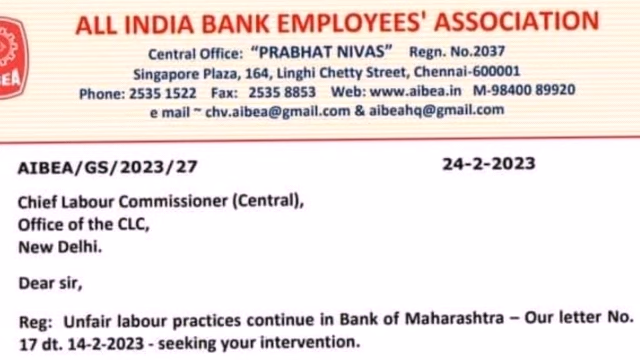 ALL INDIA BANK EMPLOYEES' ASSOCIATION
Central Office: “PRABHAT NIVAS” Regn. No.2037
Singapore Plaza, 164, Linghi Chetty Street, Chennai-600001
Phone: 2535 1522 Fax: 2535 8853 Web: www.aibea.in M-98400 89920
e mail ~ chv.aibea@gmail.com & aibeahq@gmail.com
AIBEA/GS/2023/27 24-2-2023
Chief Labour Commissioner (Central),
Office of the CLC,
New Delhi.
Dear sir,
Reg: Unfair labour practices continue in Bank of Maharashtra – Our letter No.
17 dt. 14-2-2023 - seeking your intervention.